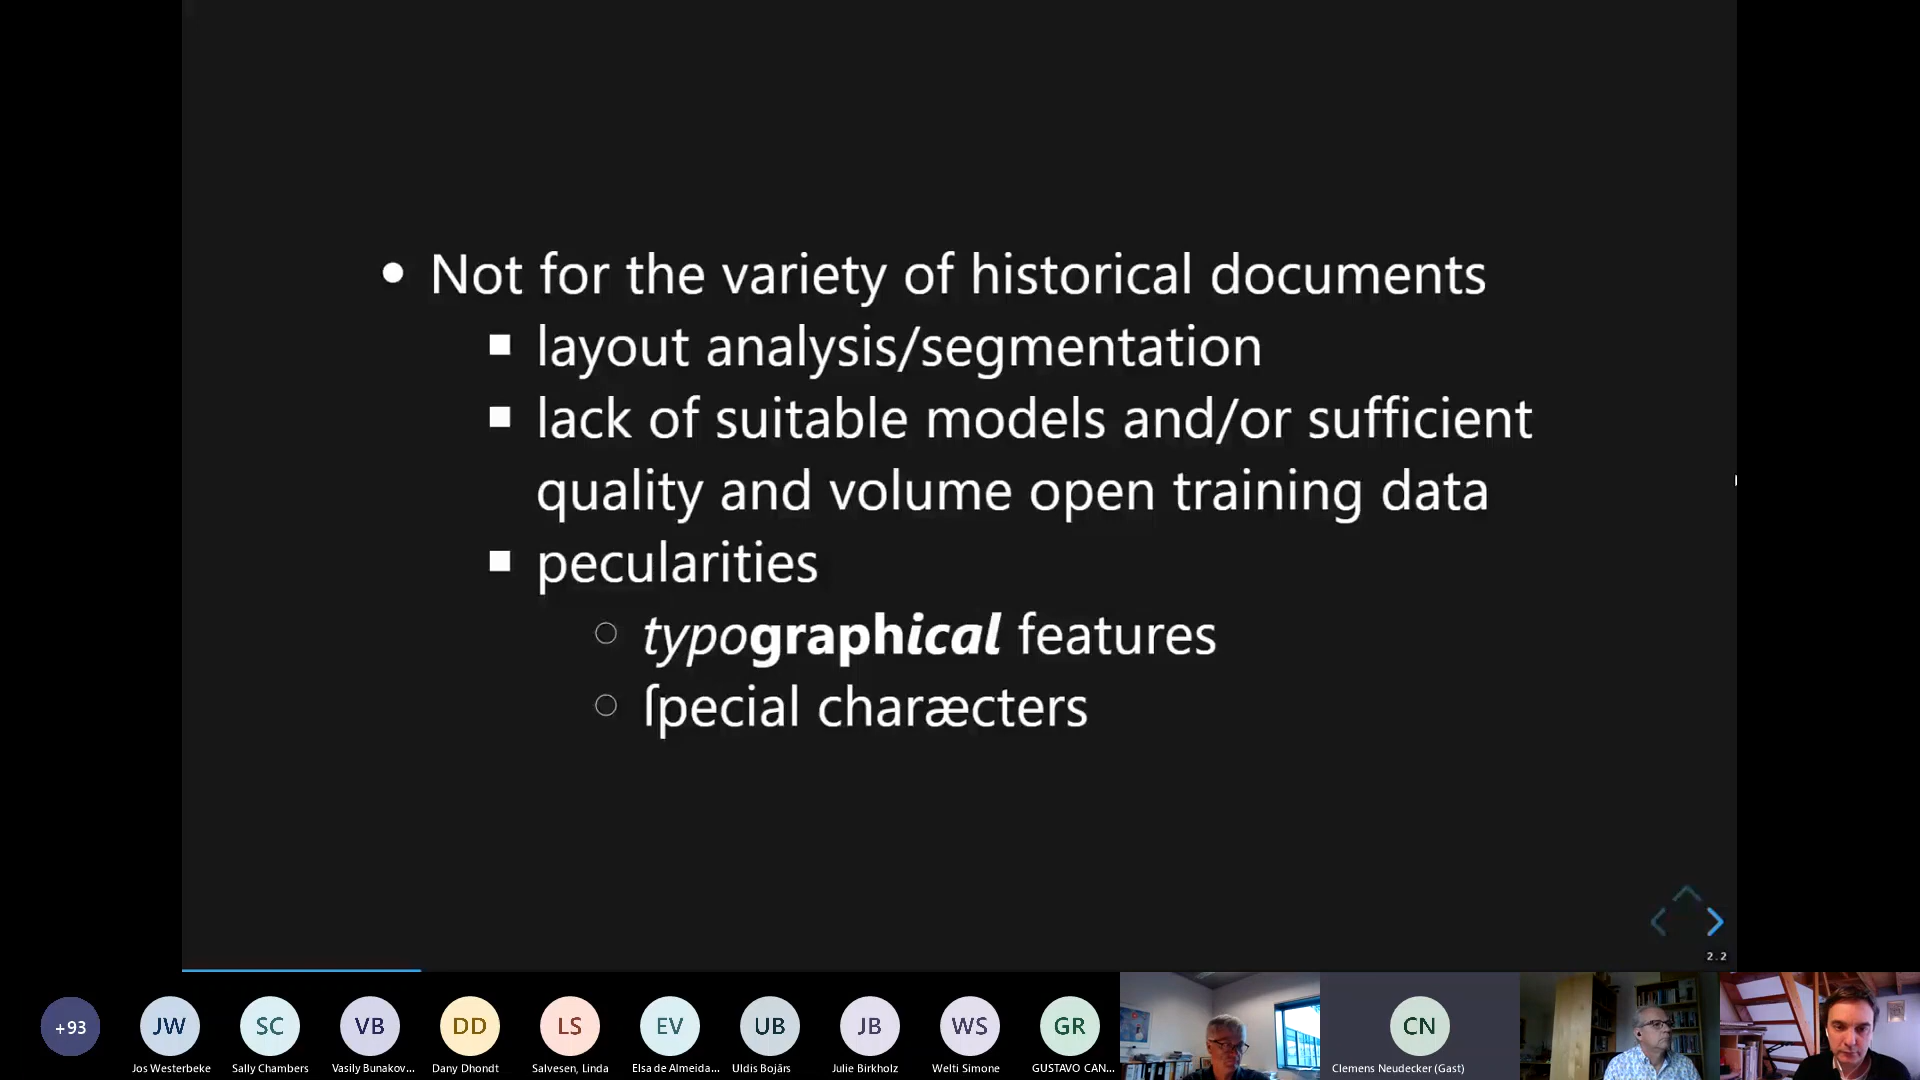 Not for the variety of historical documents
layout analysis/segmentation
lack of suitable models and/or sufficient
quality and volume open training data
pecularities
typographical features
ſpecial charæcters
2.2
+93
JW
SC
VB
DD
LS
EV
UB
JB
WS
GR
CN
Jos Westerbeke
Sally Chambers
Vasily Bunakov...
Dany Dhondt
Salvesen, Linda
Elsa de Almeida...
Uldis Bojārs
Julie Birkholz
Welti Simone
GUSTAVO CAN...
Clemens Neudecker (Gast)